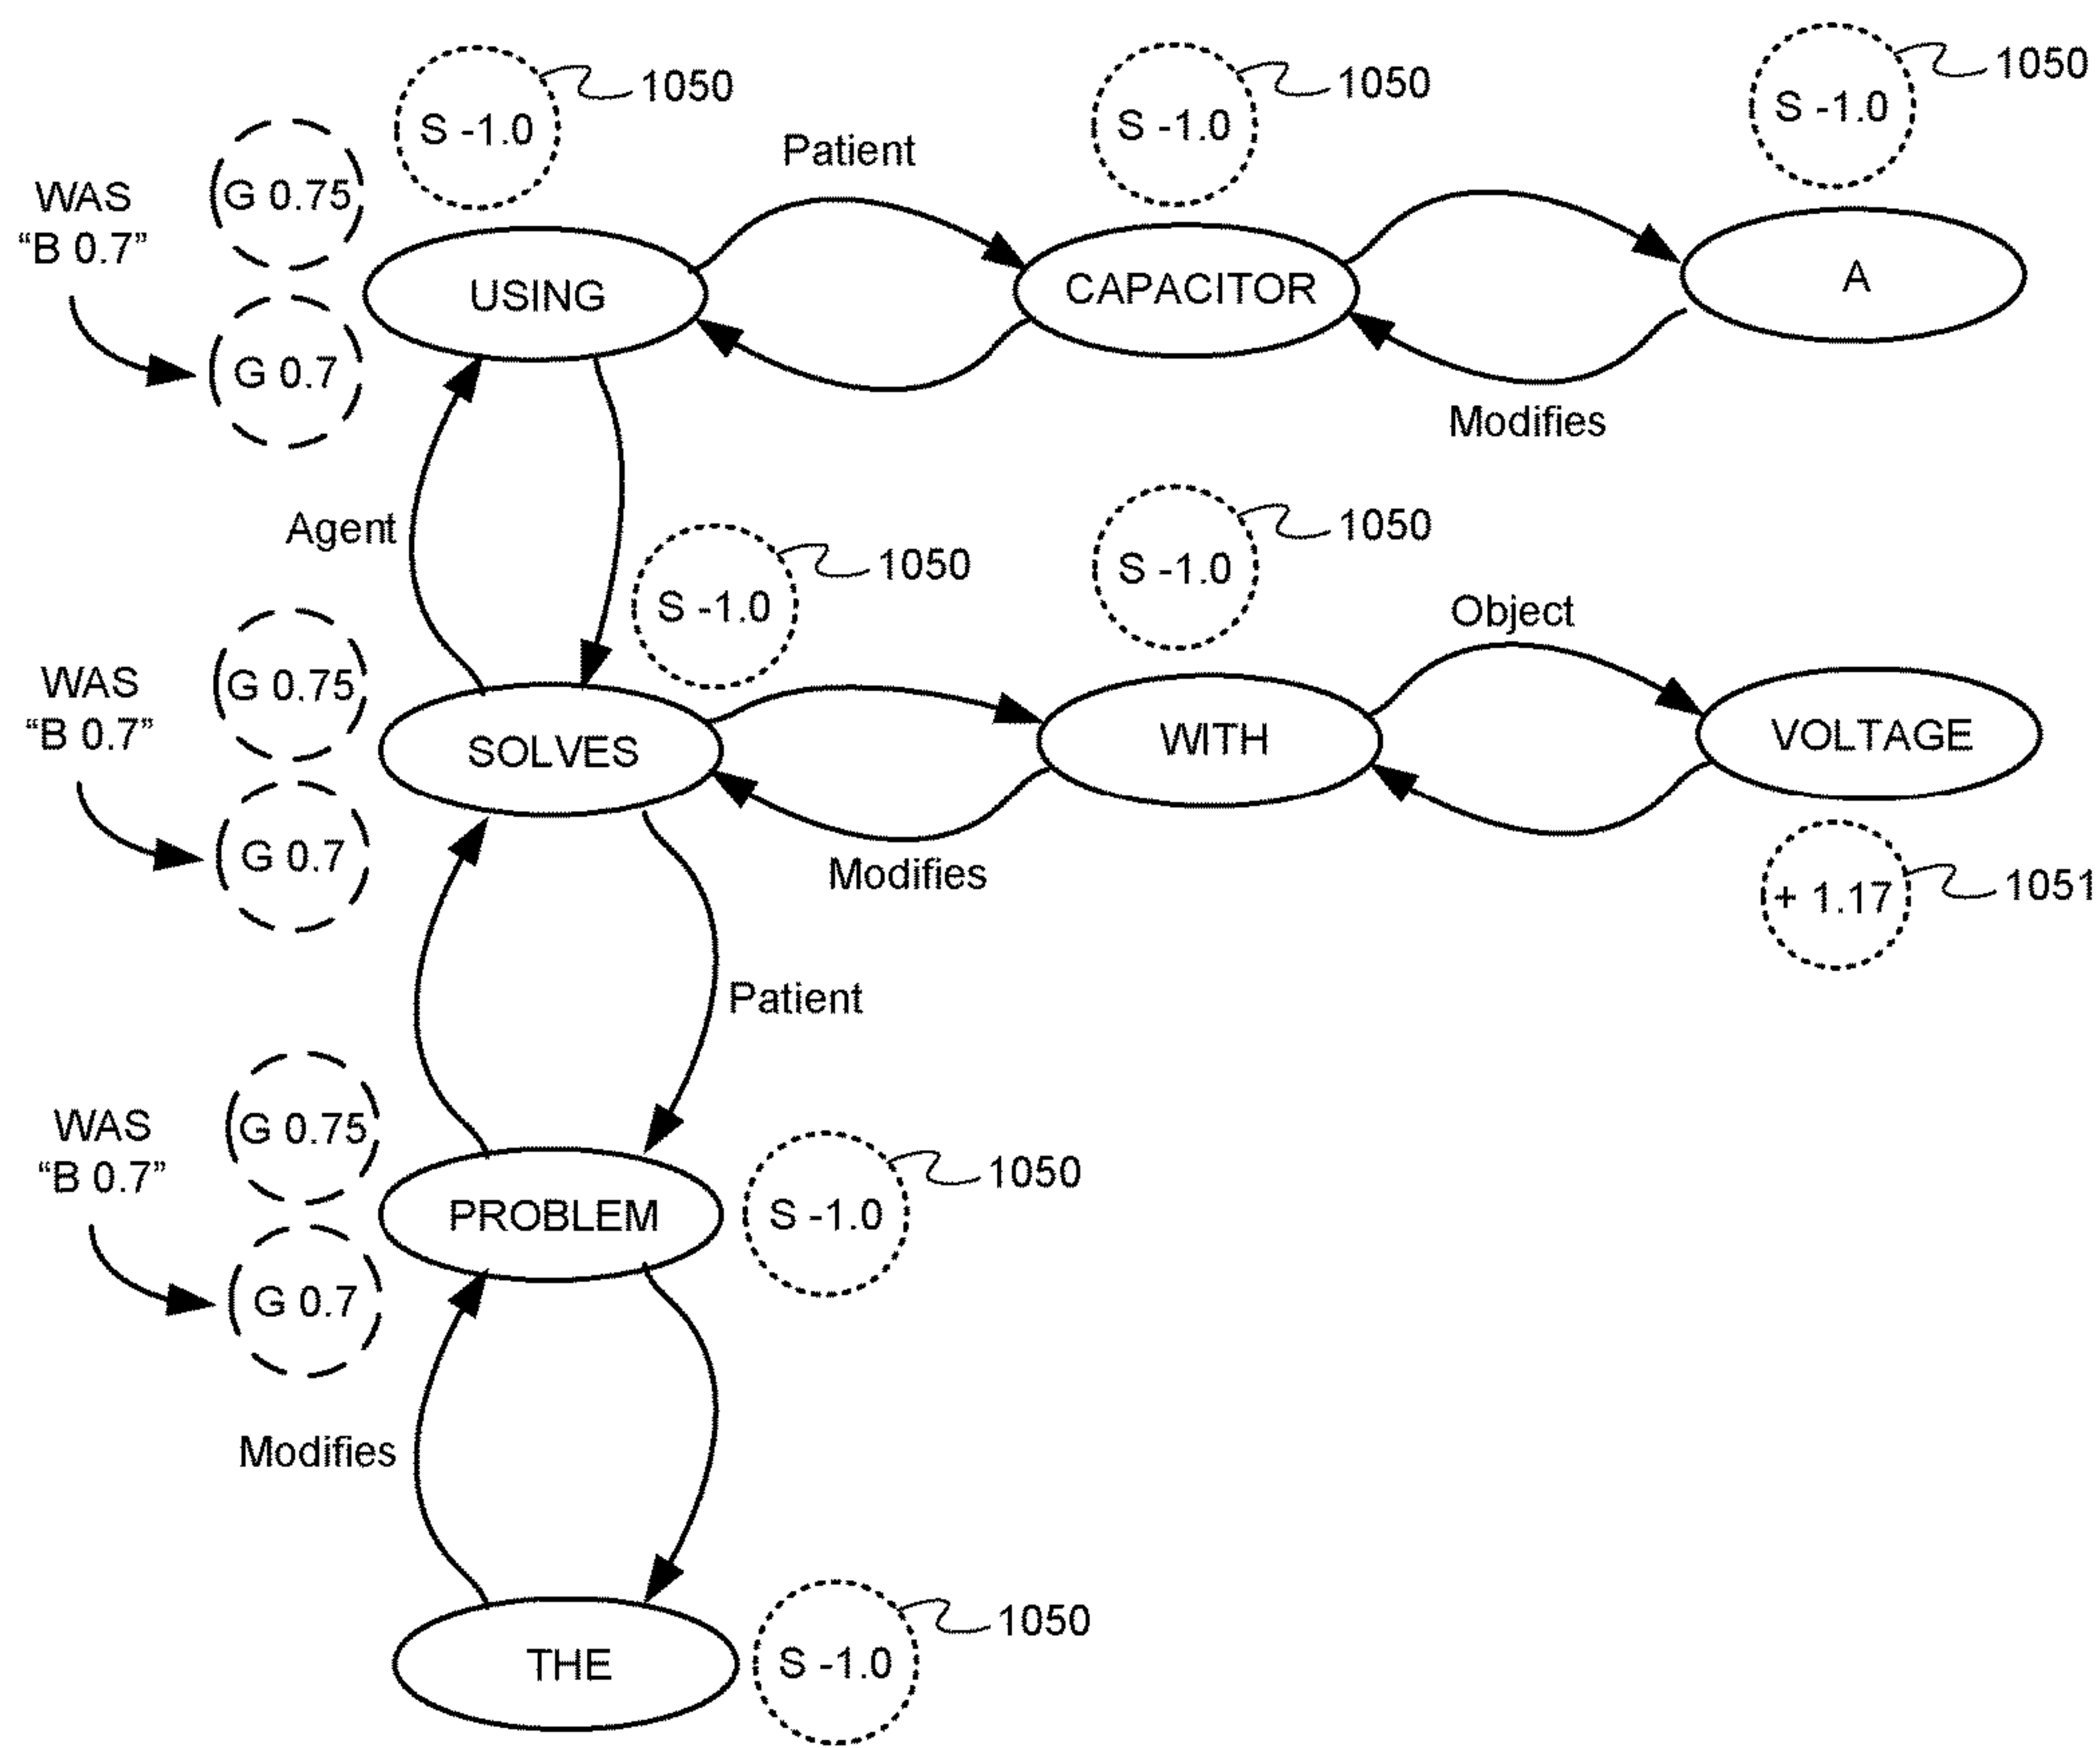 1050
1050
1050
S -1.0
S -1.0
S -1.0
Patient
WAS
“B 0.7”
G 0.75
USING
CAPACITOR
A
G 0.7
Modifies
Agent
1050
1050
S -1.0
S -1.0
Object
WAS
“B 0.7”
G 0.75
SOLVES
WITH
VOLTAGE
G 0.7
Modifies
+ 1.17
1051
Patient
WAS
“B 0.7”
G 0.75
1050
PROBLEM
S -1.0
G 0.7
Modifies
1050
THE
S -1.0